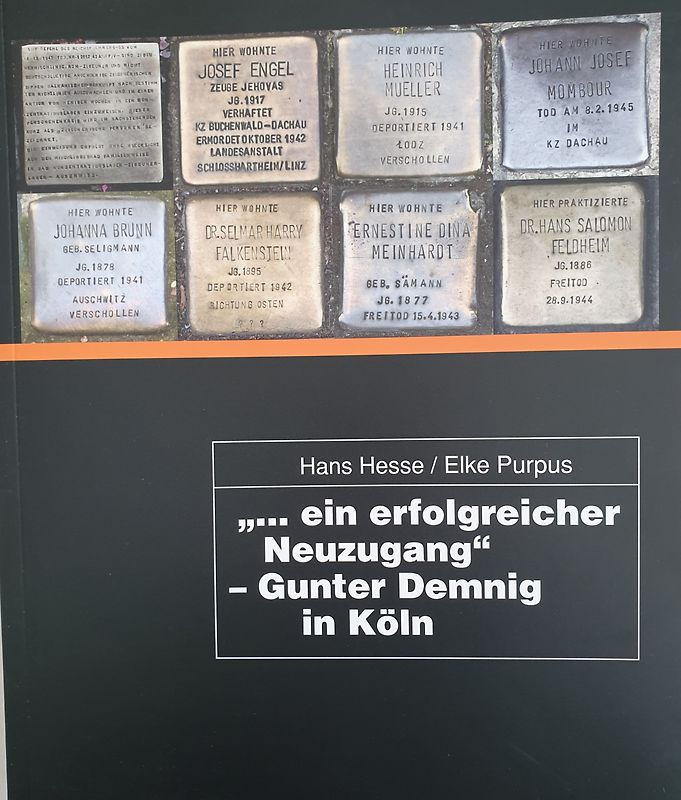 HIER WOHNTE
JOSEF ENGEL
ZEUGE JEHOVAS
JG. 1917
VERHAFTET
KZ BUCHENWALD-DACHAU
ERMORDET OKTOBER 1942
LANDESANSTALT
SCHLOSSHARTHEIM/LINZ
HIER WOHNTE
HEINRICH
MUELLER
JG. 1915
DEPORTIERT 1941
ŁODZ
VERSCHOLLEN
HIER WOHNTE
JOHANN JOSEF
MOMBOUR
TOD AM 8.2.1945
IM
KZ DACHAU
HIER WOHNTE
JOHANNA BRUNN
GEB. SELIGMANN
JG. 1878
DEPORTIERT 1941
AUSCHWITZ
VERSCHOLLEN
HIER WOHNTE
DR. SELMAR HARRY
FALKENSTEIN
JG. 1895
DEPORTIERT 1942
RICHTUNG OSTEN
? ? ?
HIER WOHNTE
ERNESTINE DINA
MEINHARDT
GEB. SÄMANN
JG. 1877
FREITOD 15.4.1943
HIER PRAKTIZIERTE
DR. HANS SALOMON
FELDHEIM
JG. 1886
FREITOD
28.9.1944
Hans Hesse / Elke Purpus
„... ein erfolgreicher
Neuzugang“
– Gunter Demnig
in Köln